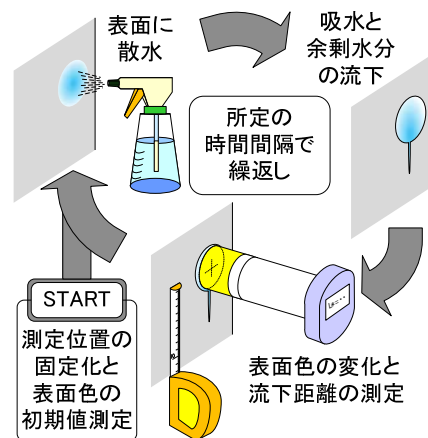 表面に
散水
吸水と
余剰水分
の流下
所定の
時間間隔で
繰返し
START
測定位置の
固定化と
表面色の
初期値測定
表面色の変化と
流下距離の測定